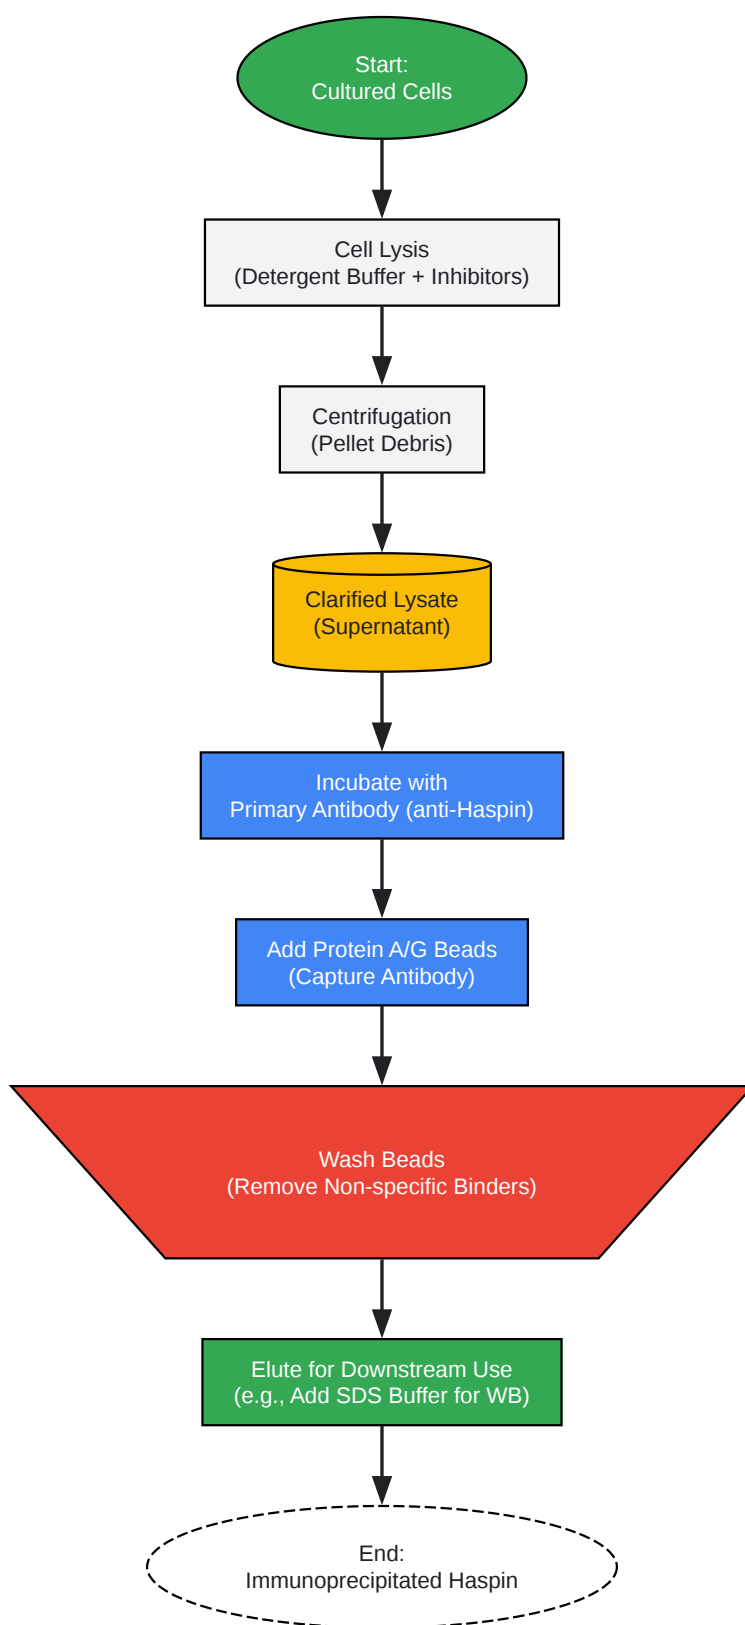 Start:
Cultured Cells
Cell Lysis
(Detergent Buffer + Inhibitors)
Centrifugation
(Pellet Debris)
Clarified Lysate
(Supernatant)
Incubate with
Primary Antibody (anti-Haspin)
Add Protein A/G Beads
(Capture Antibody)
Wash Beads
(Remove Non-specific Binders)
Elute for Downstream Use
(e.g., Add SDS Buffer for WB)
End:
Immunoprecipitated Haspin